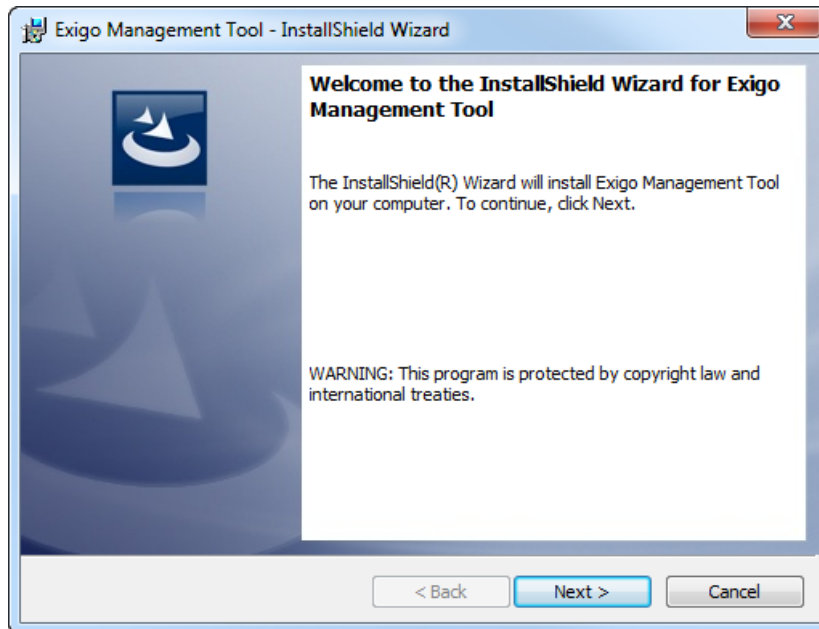 Exigo Management Tool - InstallShield Wizard
Welcome to the InstallShield Wizard for Exigo
Management Tool
The InstallShield(R) Wizard will install Exigo Management Tool
on your computer. To continue, click Next.
WARNING: This program is protected by copyright law and
international treaties.
< Back
Next >
Cancel